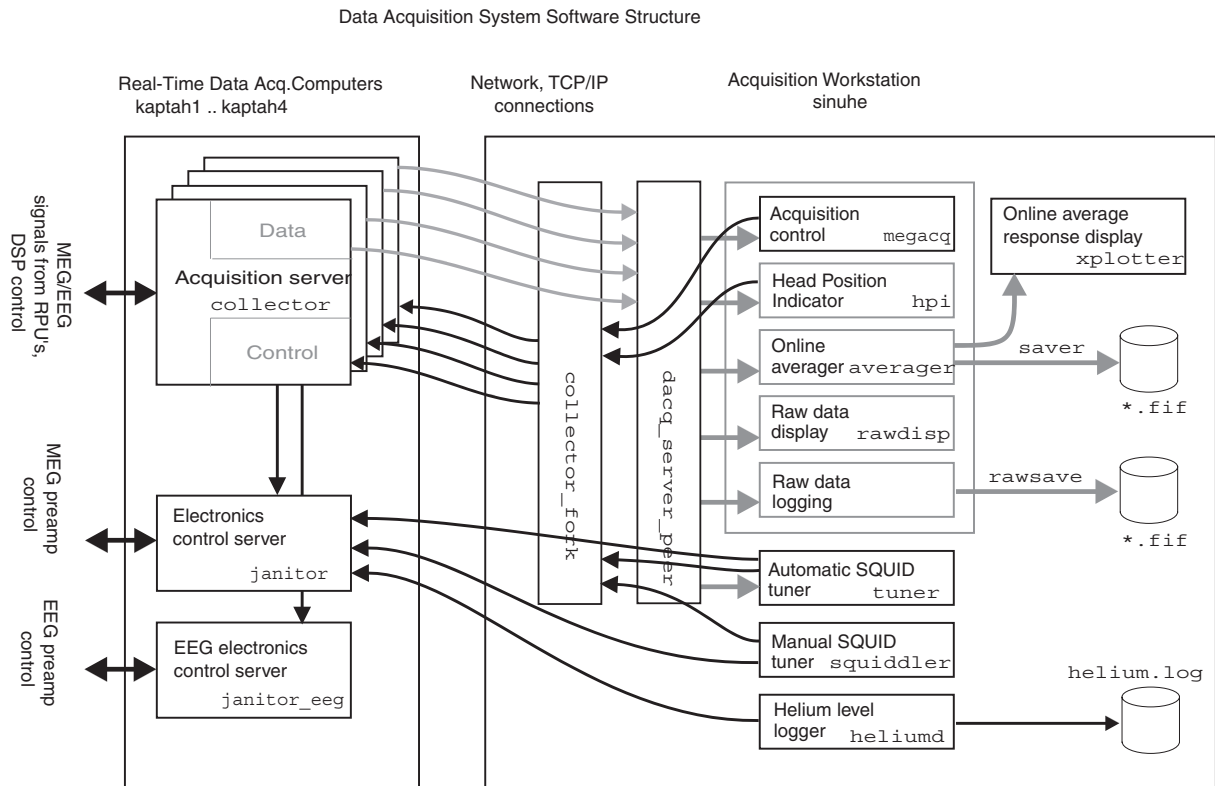 Data Acquisition System Software Structure
Real-Time Data Acq.Computers
kaptah1 .. kaptah4
Network, TCP/IP
connections
Acquisition Workstation
sinuhe
MEG/EEG
signals from RPU's,
DSP control
Data
Acquisition server
collector
Control
MEG preamp
control
Electronics
control server
janitor
EEG preamp
control
EEG electronics
control server
janitor_eeg
collector_fork
dacq_server_peer
Acquisition
control megacq
Head Position
Indicator hpi
Online
averager averager
Raw data
display rawdisp
Raw data
logging
Automatic SQUID
tuner tuner
Manual SQUID
tuner squiddler
Helium level
logger heliumd
Online average
response display
xplotter
saver
*.fif
rawsave
*.fif
helium.log